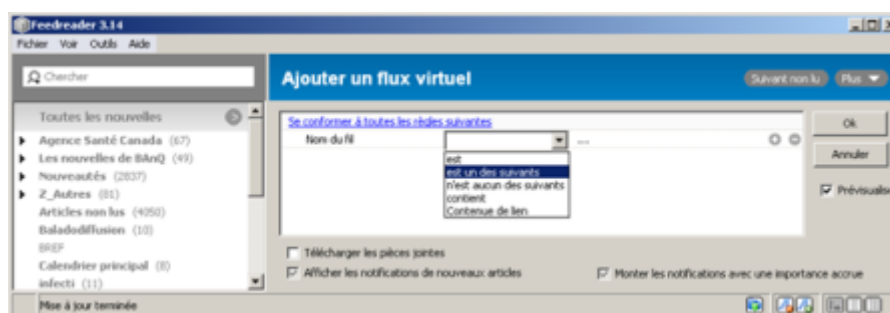 Feedreader 3.14
Fichier Voir Outils Aide
Chercher
Ajouter un flux virtuel
Suivant non lu
Plus
Toutes les nouvelles
Agence Santé Canada (67)
Les nouvelles de BAnQ (49)
Nouveautés (2837)
Z_Autres (81)
Articles non lus (4050)
Baladodiffusion (10)
BREF
Calendrier principal (8)
infecti (11)
Se conformer à toutes les règles suivantes
Nom du fil ....
est
est un des suivants
n'est aucun des suivants
contient
Contenue de lien
Ok
Annuler
Prévisualise
Télécharger les pièces jointes
Afficher les notifications de nouveaux articles
Monter les notifications avec une importance accrue
Mise à jour terminée